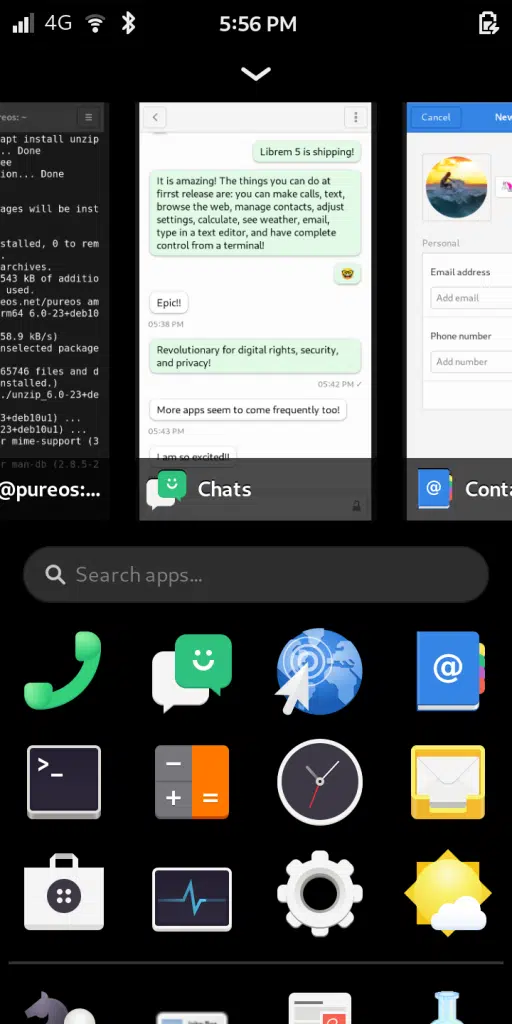 4G
5:56 PM
os: ~
apt install unzip
.. Done
ee
ion... Done
ages will be inst
stalled, 0 to rem
.
archives.
543 kB of additio
used.
eos.net/pureos am
rm64 6.0-23+deb10
58.9 kB/s)
nselected package
65746 files and d
nstalled.)
./unzip_6.0-23+de
3+deb10u1) ...
23+deb10u1) ...
r mime-support (3
r man-db (2.8.5-2
@pureos:...
Librem 5 is shipping!
It is amazing! The things you can do at
firrst release are: you can make calls, text,
browse the web, manage contacts, adjust
settings, calculate, see weather, email,
type in a text editor, and have complete
control from a terminal!
🤓
Epic!!
05:38 PM
Revolutionary for digital rights, security,
and privacy!
05:42 PM ✓
More apps seem to come frequently too!
05:43 PM
I am so excited!!
Chats
Cancel
New
Personal
Email address
Add email
Phone number
Add number
@
Conta
Search apps...
@
>_
− + =